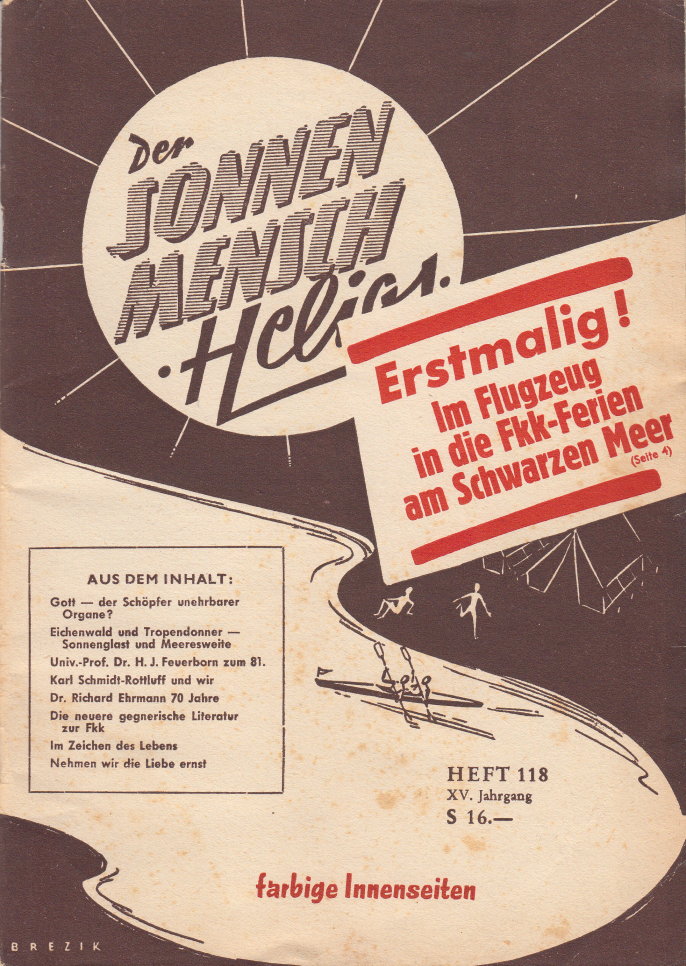 Der
SONNEN
MENSCH
·Helios·
Erstmalig!
Im Flugzeug
in die Fkk-Ferien
am Schwarzen Meer
(Seite 4)
AUS DEM INHALT:
Gott — der Schöpfer unehrbarer
Organe?
Eichenwald und Tropendonner —
Sonnenglast und Meeresweite
Univ.-Prof. Dr. H. J. Feuerborn zum 81.
Karl Schmidt-Rottluff und wir
Dr. Richard Ehrmann 70 Jahre
Die neuere gegnerische Literatur
zur Fkk
Im Zeichen des Lebens
Nehmen wir die Liebe ernst
HEFT 118
XV. Jahrgang
S 16.—
farbige Innenseiten
BREZIK